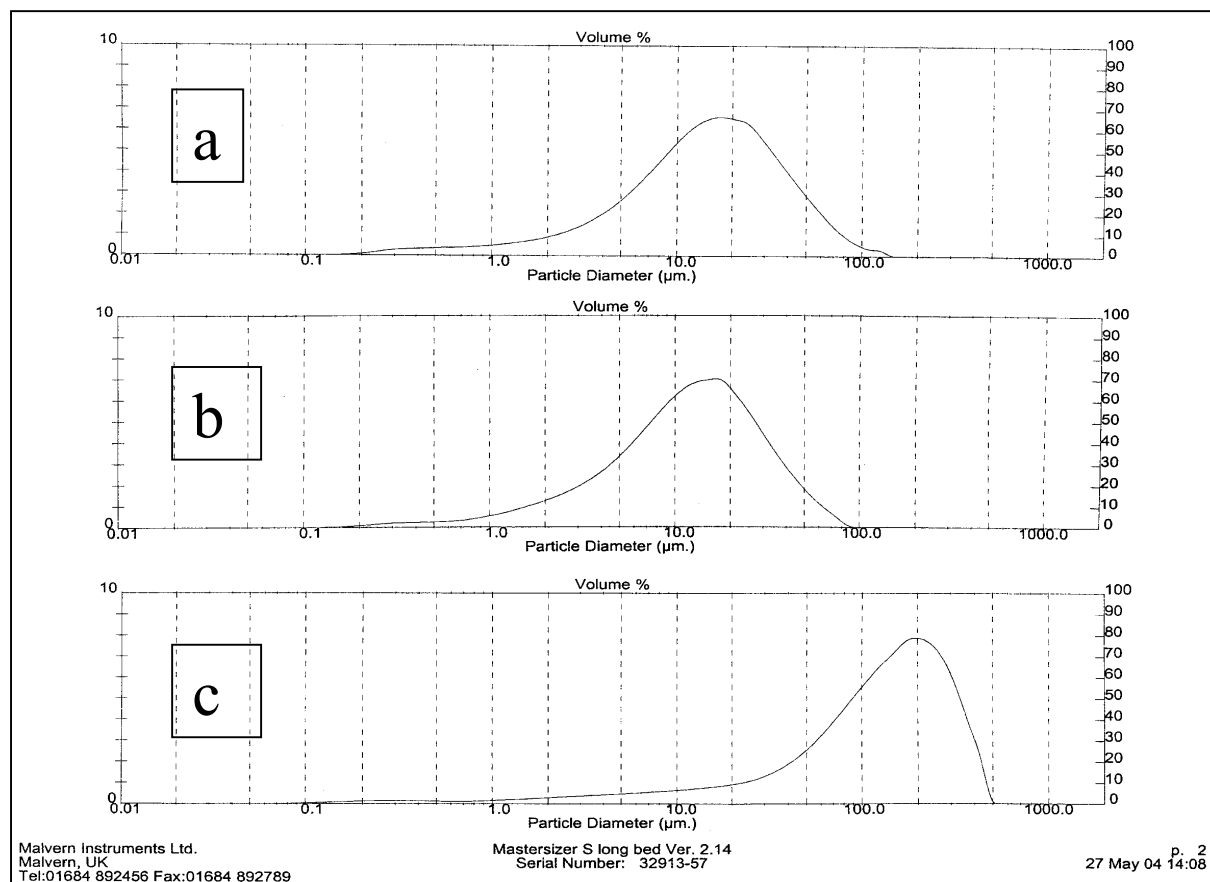 Volume %
10 100
90
80
a 70
60
50
40
30
20
10
0 0
0.01 0.1 1.0 10.0 100.0 1000.0
Particle Diameter (µm.)
Volume %
10 100
90
80
b 70
60
50
40
30
20
10
0 0
0.01 0.1 1.0 10.0 100.0 1000.0
Particle Diameter (µm.)
Volume %
10 100
90
80
c 70
60
50
40
30
20
10
0 0
0.01 0.1 1.0 10.0 100.0 1000.0
Particle Diameter (µm.)
Malvern Instruments Ltd.
Malvern, UK
Tel:01684 892456 Fax:01684 892789
Mastersizer S long bed Ver. 2.14
Serial Number: 32913-57
p. 2
27 May 04 14:08